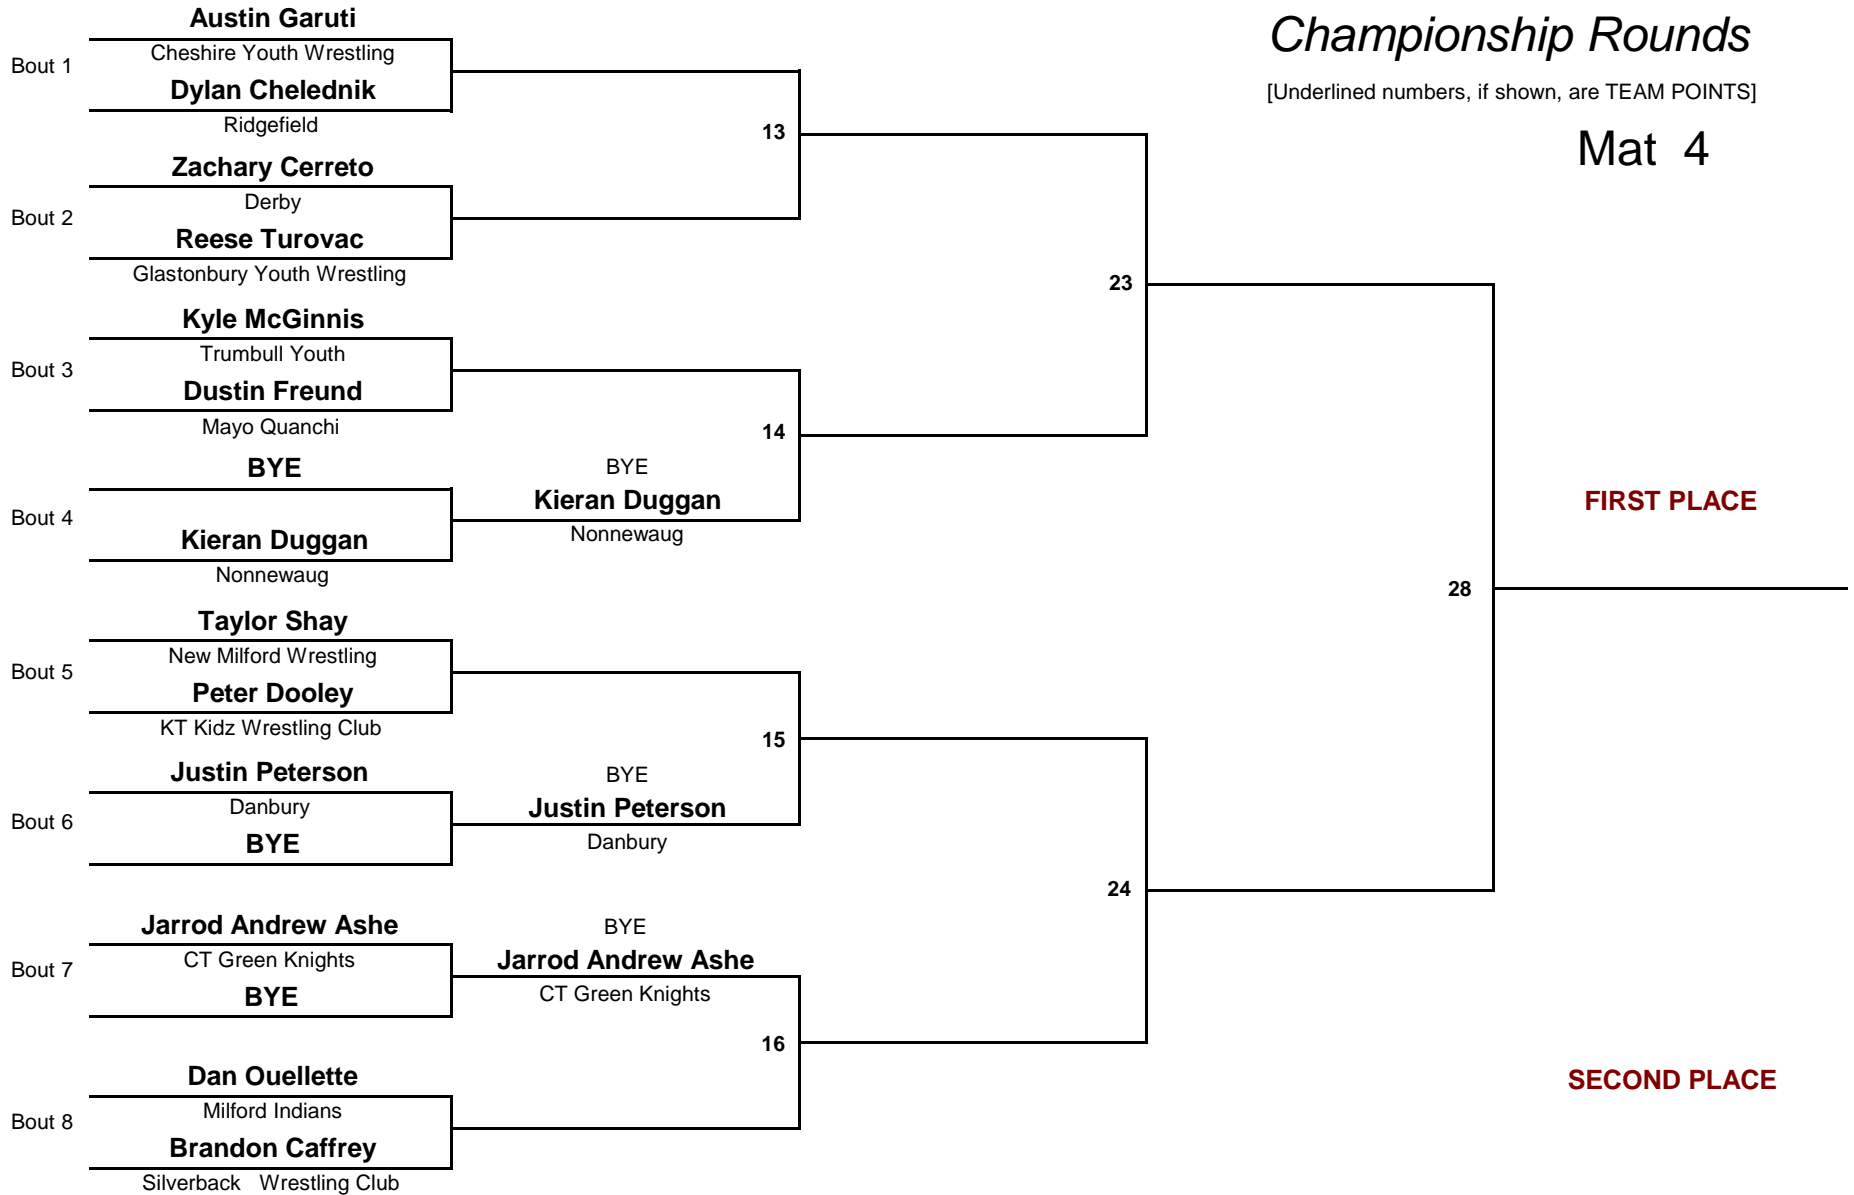 Championship Rounds
[Underlined numbers, if shown, are TEAM POINTS]
Mat 4
Bout 1
Austin Garuti
Cheshire Youth Wrestling
Dylan Chelednik
Ridgefield
13
Bout 2
Zachary Cerreto
Derby
Reese Turovac
Glastonbury Youth Wrestling
23
Bout 3
Kyle McGinnis
Trumbull Youth
Dustin Freund
Mayo Quanchi
14
Bout 4
BYE
Kieran Duggan
Nonnewaug
BYE
Kieran Duggan
Nonnewaug
FIRST PLACE
28
Bout 5
Taylor Shay
New Milford Wrestling
Peter Dooley
KT Kidz Wrestling Club
15
Bout 6
Justin Peterson
Danbury
BYE
BYE
Justin Peterson
Danbury
24
Bout 7
Jarrod Andrew Ashe
CT Green Knights
BYE
BYE
Jarrod Andrew Ashe
CT Green Knights
16
Bout 8
Dan Ouellette
Milford Indians
Brandon Caffrey
Silverback Wrestling Club
SECOND PLACE